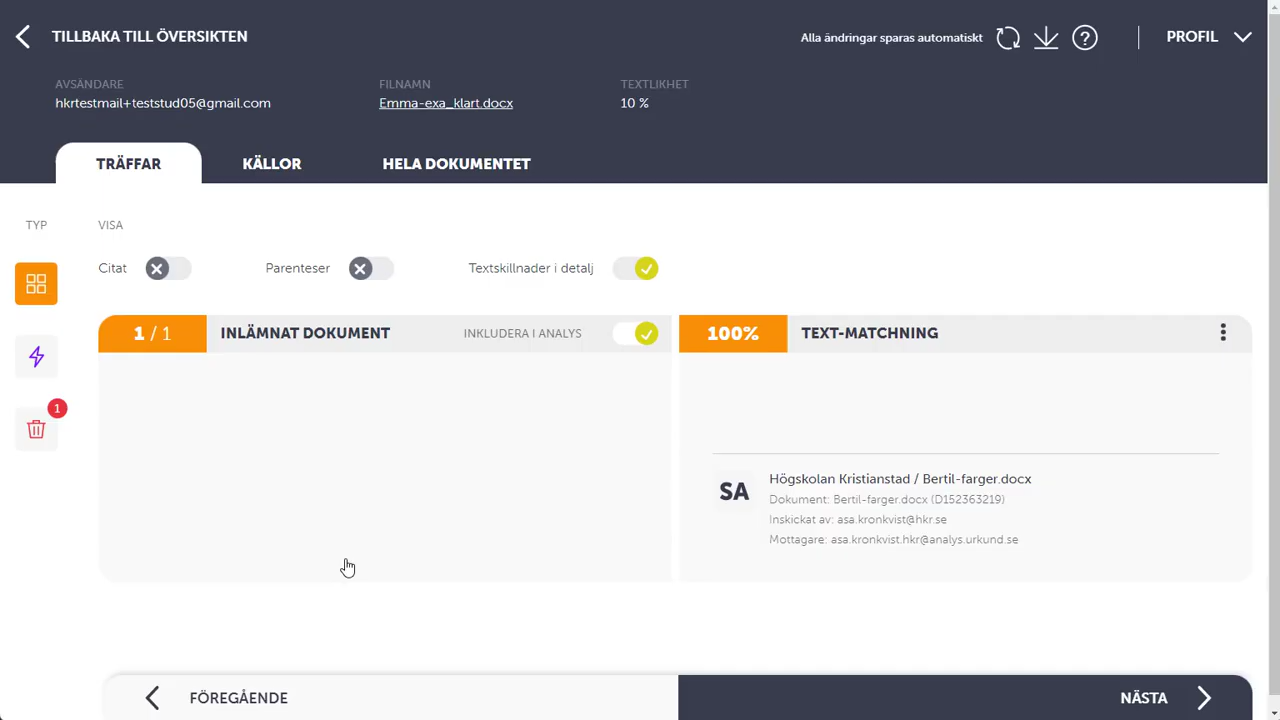 TILLBAKA TILL ÖVERSIKTEN
Alla ändringar sparas automatiskt
PROFIL
AVSÄNDARE
FILNAMN
TEXTLIKHET
hkrtestmail+teststud05@gmail.com
Emma-exa_klart.docx
10 %
TRÄFFAR
KÄLLOR
HELA DOKUMENTET
TYP
VISA
Citat
Parenteser
Textskillnader i detalj
1 / 1
INLÄMNAT DOKUMENT
INKLUDERA I ANALYS
100%
TEXT-MATCHNING
1
SA
Högskolan Kristianstad / Bertil-farger.docx
Dokument: Bertil-farger.docx (D152363219)
Inskickat av: asa.kronkvist@hkr.se
Mottagare: asa.kronkvist.hkr@analys.urkund.se
FÖREGÅENDE
NÄSTA